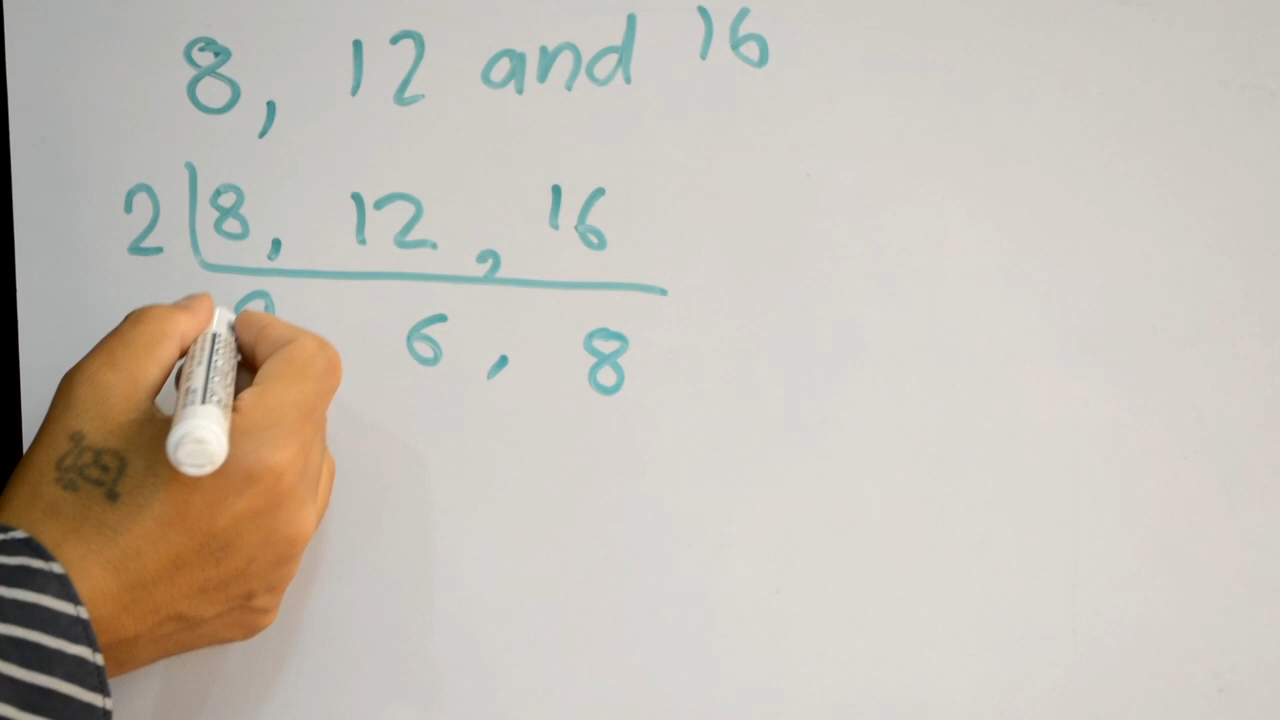 8, 12 and 16
2 8, 12, 16
6, 8